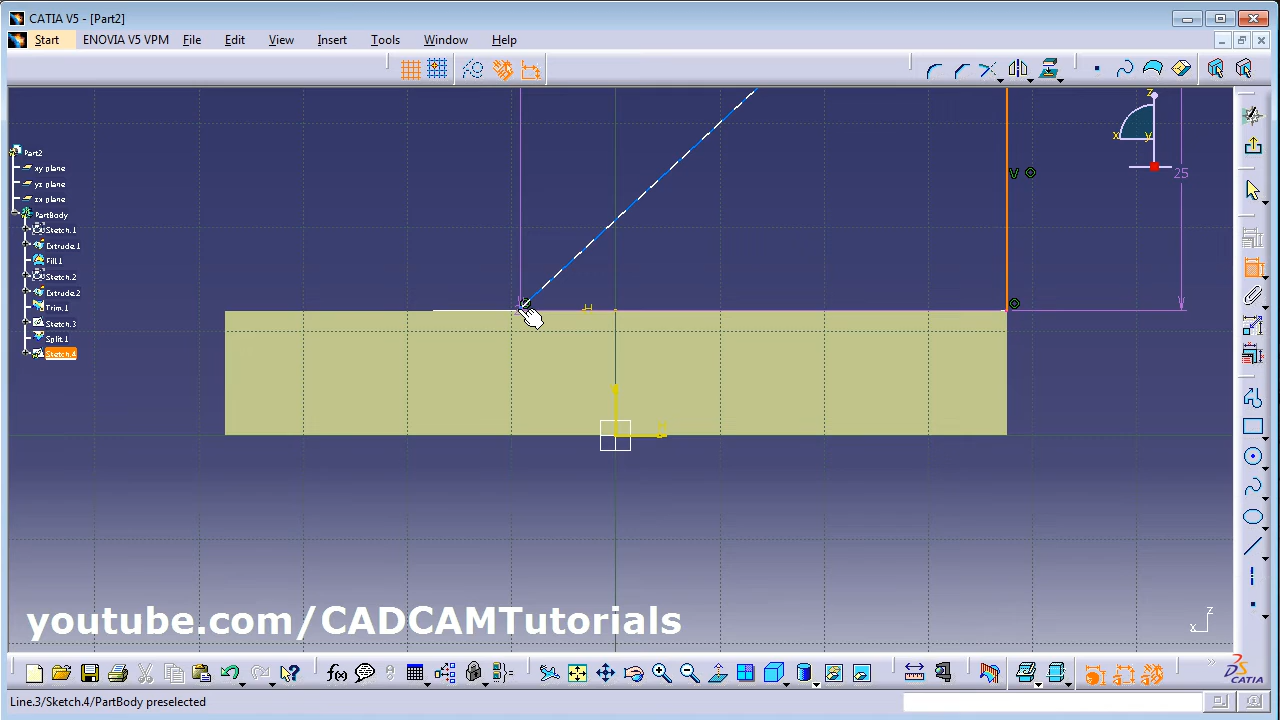 CATIA V5 - [Part2]
Start ENOVIA V5 VPM File Edit View Insert Tools Window Help
z
x
y
25
V
H
Part2
xy plane
yz plane
zx plane
PartBody
Sketch.1
Extrude.1
Fill.1
Sketch.2
Extrude.2
Trim.1
Sketch.3
Split.1
Sketch.4
youtube.com/CADCAMTutorials
z
x
f(x)
CATIA
Line.3/Sketch.4/PartBody preselected